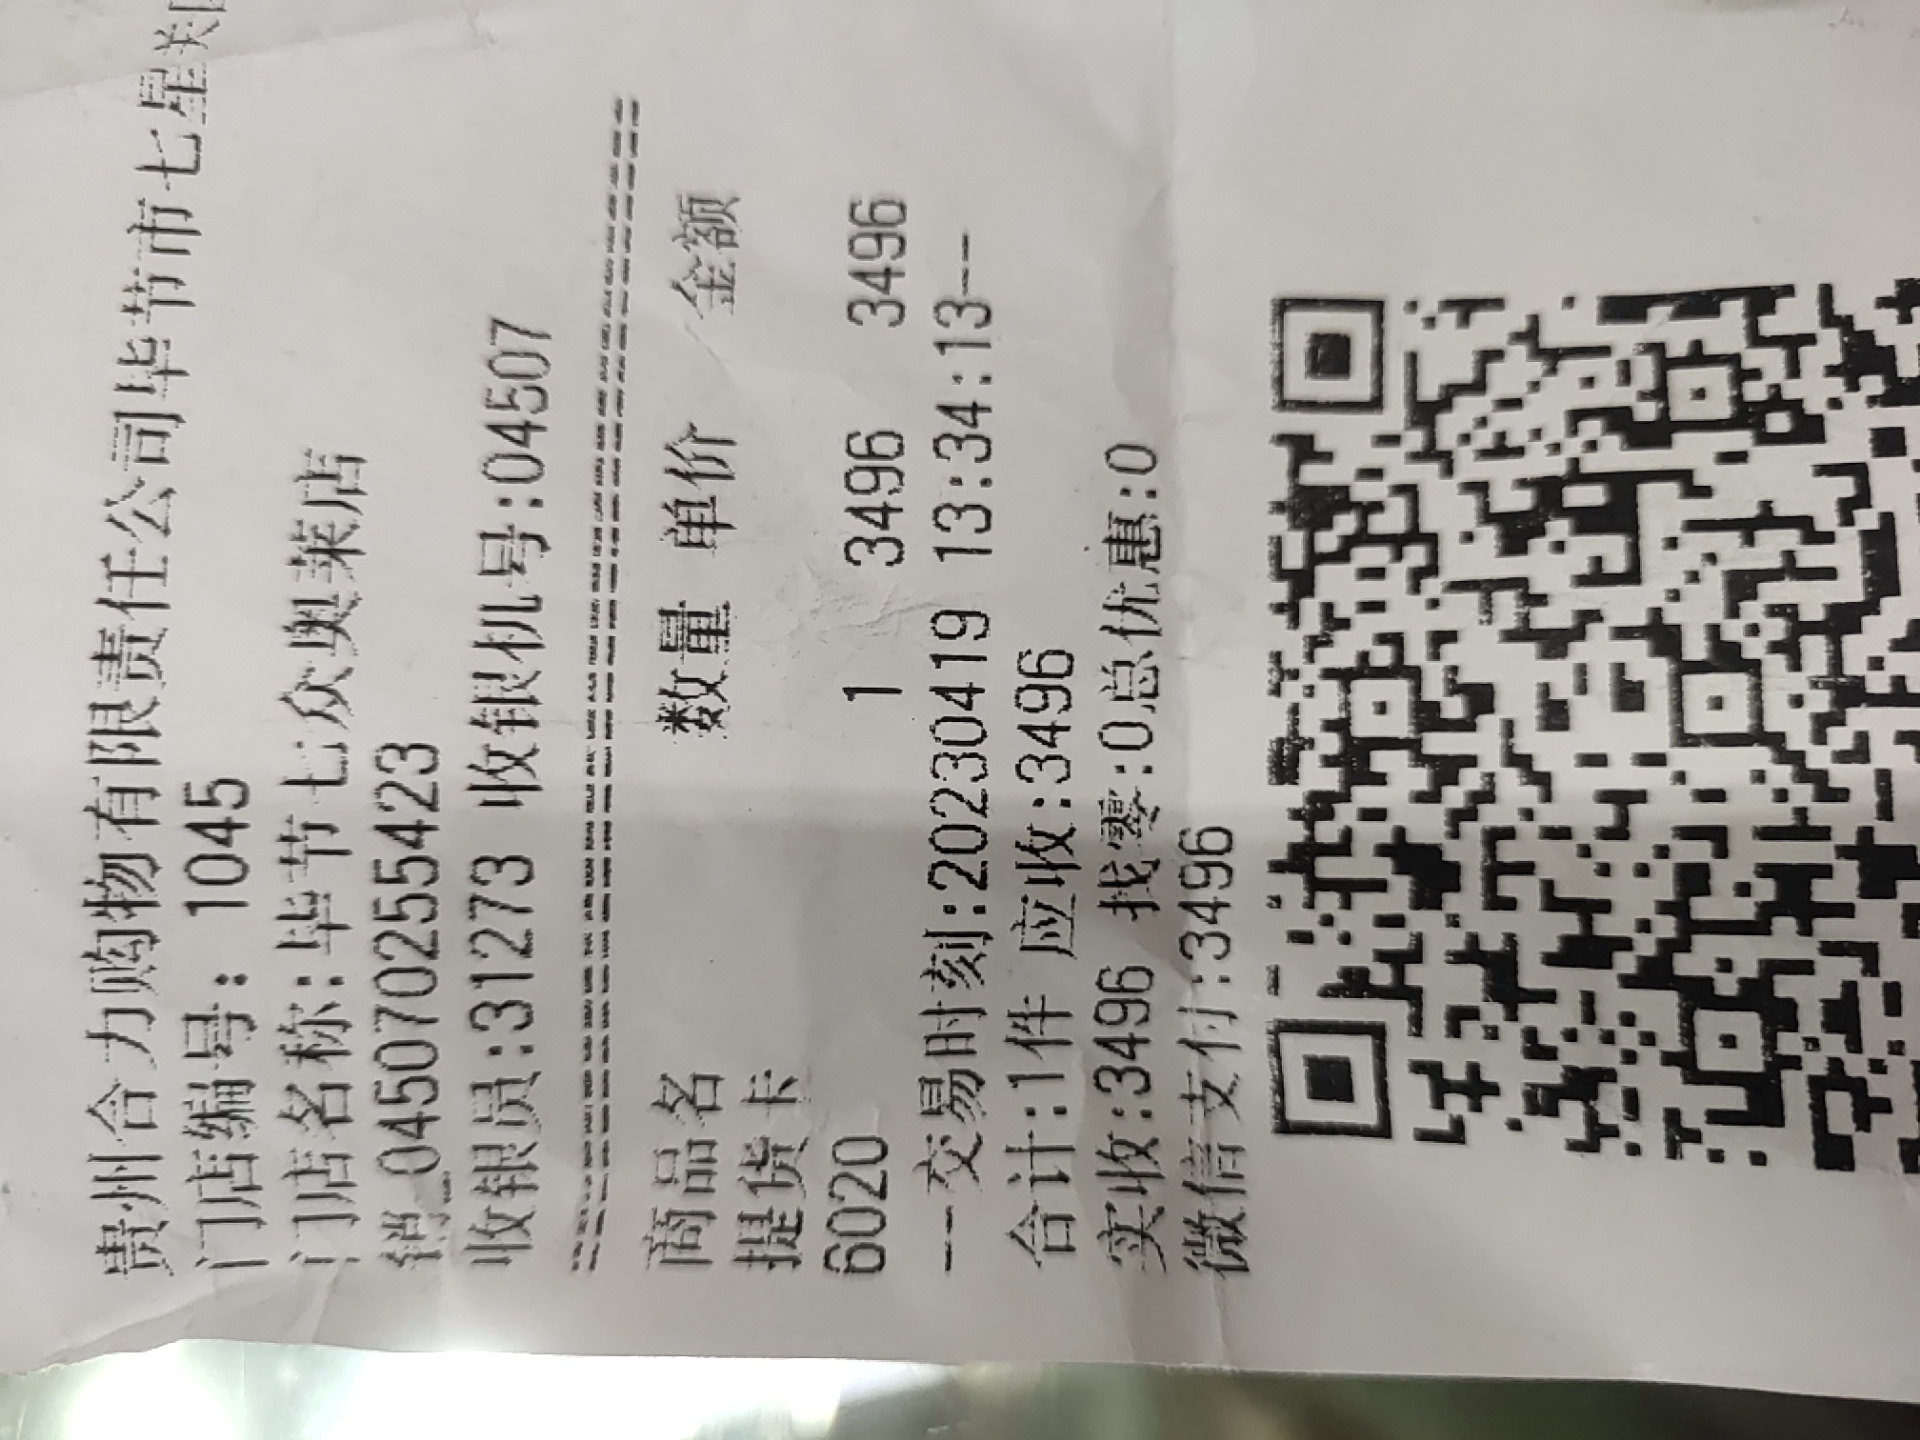 贵州合力购物有限责任公司毕节市七星关
门店编号: 1045
门店名称:毕节七众奥莱店
销 045070255423
收银员:31273 收银机号:04507
================================
商品名 数量 单价 金额
提货卡
6020 1 3496 3496
--交易时刻:20230419 13:34:13--
合计:1件 应收:3496
实收:3496 找零:0总优惠:0
微信支付:3496